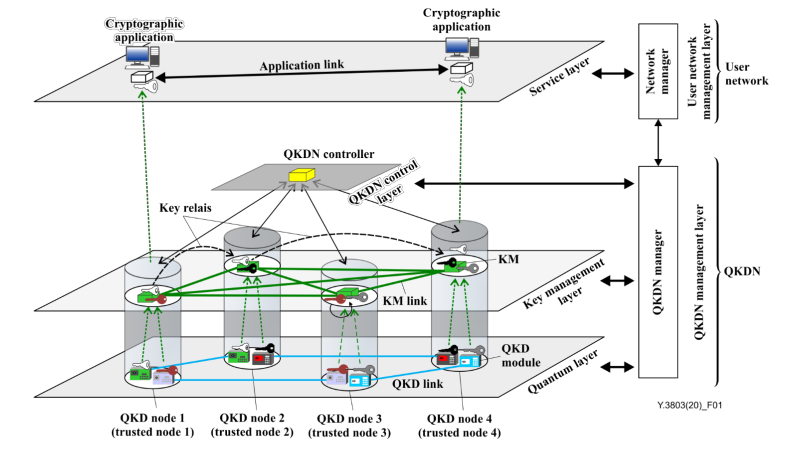 Cryptographic
application
Cryptographic
application
Application link
Service layer
Network
manager
User network
management layer
User
network
QKDN controller
QKDN control
layer
Key relais
KM
KM link
Key management
layer
QKDN manager
QKDN management layer
QKDN
QKD
module
QKD link
Quantum layer
QKD node 1
(trusted node 1)
QKD node 2
(trusted node 2)
QKD node 3
(trusted node 3)
QKD node 4
(trusted node 4)
Y.3803(20)_F01